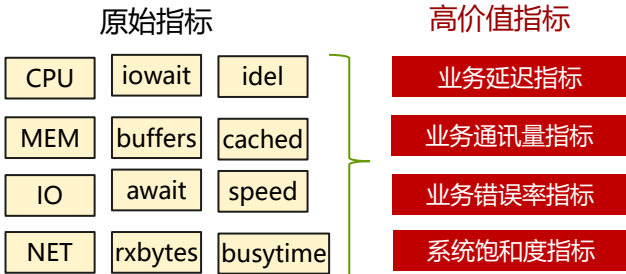 原始指标
高价值指标
CPU iowait idel 业务延迟指标
MEM buffers cached 业务通讯量指标
IO await speed 业务错误率指标
NET rxbytes busytime 系统饱和度指标